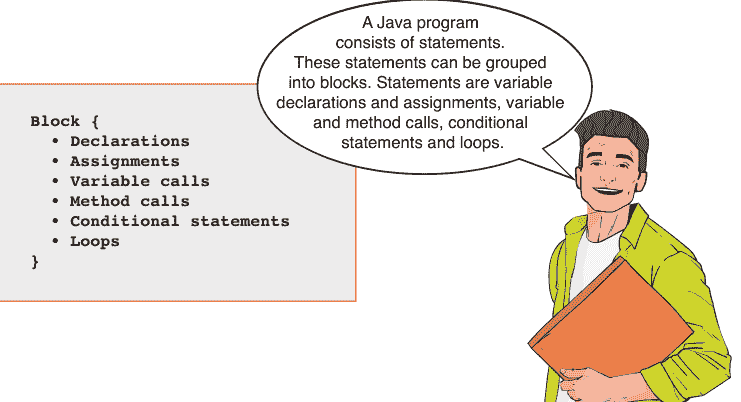 A Java program
consists of statements.
These statements can be grouped
into blocks. Statements are variable
declarations and assignments, variable
and method calls, conditional
statements and loops.
Block {
• Declarations
• Assignments
• Variable calls
• Method calls
• Conditional statements
• Loops
}